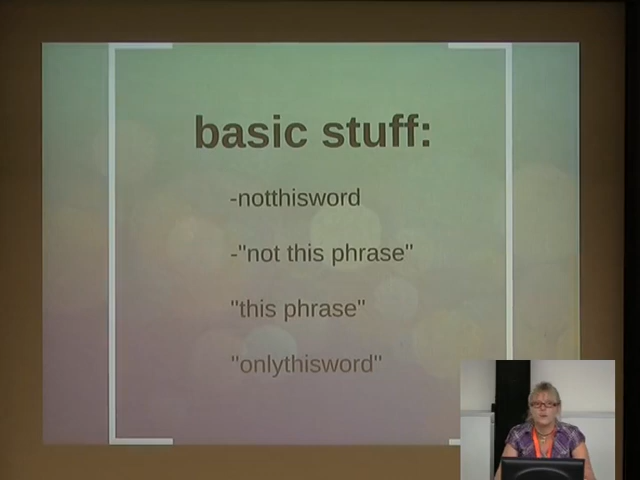 basic stuff:
-notthisword
-"not this phrase"
"this phrase"
"onlythisword"